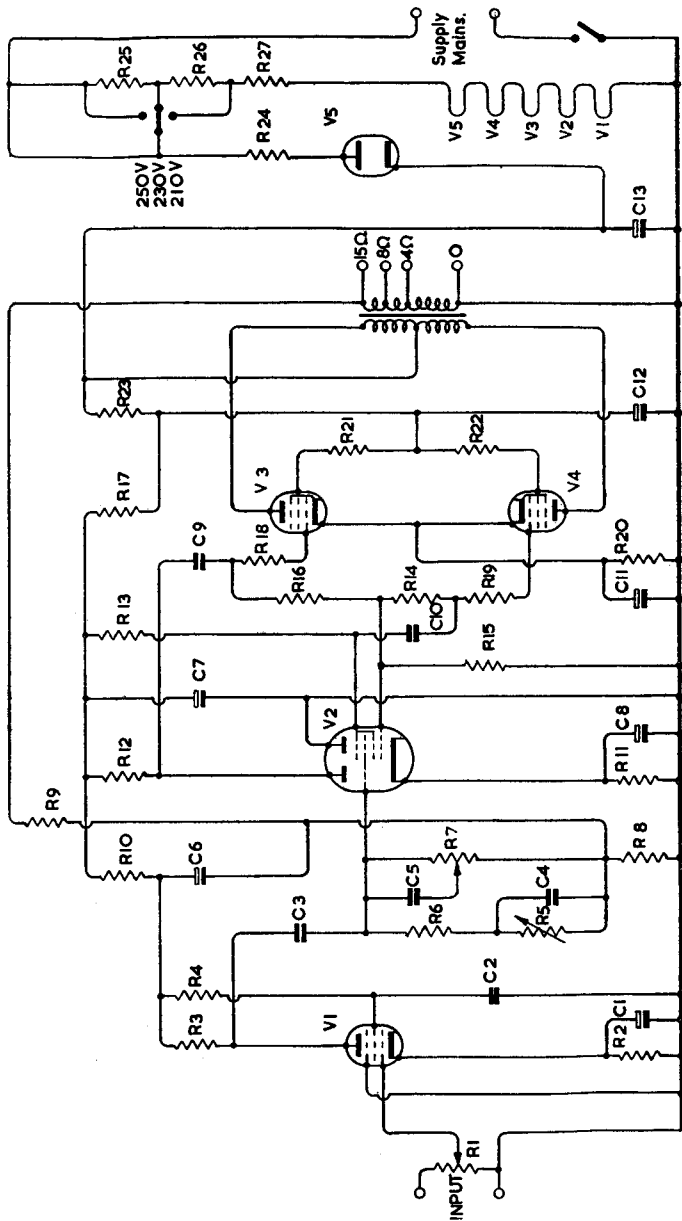 INPUT
R1
R2
C1
V1
R3
R4
C2
C3
R5
C4
R6
C5
R7
R8
R9
R10
C6
R12
V2
R11
C8
C7
R13
R15
C10
R14
R16
R19
C9
R18
R17
V3
V4
C11
R20
R21
R22
R23
C12
15Ω
8Ω
4Ω
O
C13
250V
230V
210V
R24
V5
R25
R26
R27
V5
V4
V3
V2
V1
Supply
Mains.